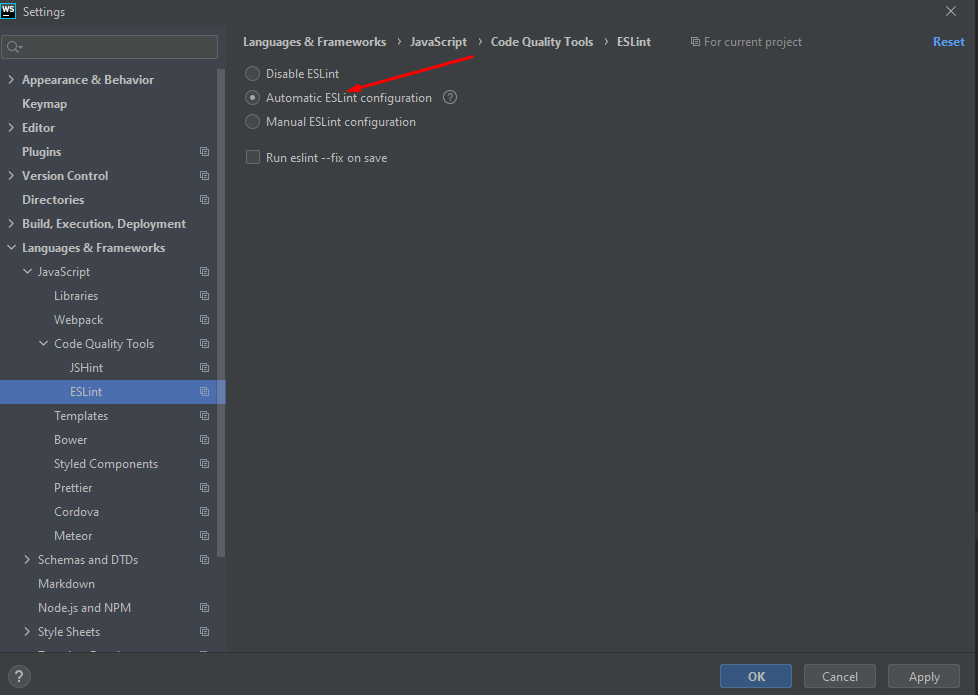 WS Settings
Languages & Frameworks › JavaScript › Code Quality Tools › ESLint For current project Reset
Disable ESLint
Automatic ESLint configuration ?
Manual ESLint configuration
Run eslint --fix on save
Appearance & Behavior
Keymap
Editor
Plugins
Version Control
Directories
Build, Execution, Deployment
Languages & Frameworks
JavaScript
Libraries
Webpack
Code Quality Tools
JSHint
ESLint
Templates
Bower
Styled Components
Prettier
Cordova
Meteor
Schemas and DTDs
Markdown
Node.js and NPM
Style Sheets
? OK Cancel Apply